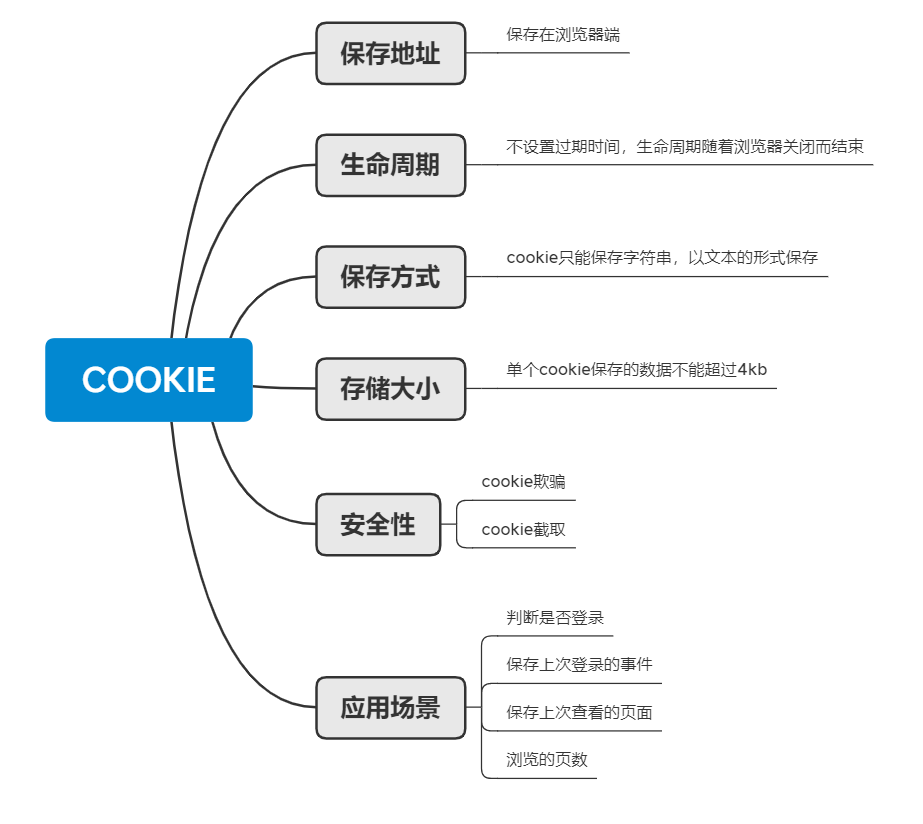 COOKIE
保存地址
保存在浏览器端
生命周期
不设置过期时间，生命周期随着浏览器关闭而结束
保存方式
cookie只能保存字符串，以文本的形式保存
存储大小
单个cookie保存的数据不能超过4kb
安全性
cookie欺骗
cookie截取
应用场景
判断是否登录
保存上次登录的事件
保存上次查看的页面
浏览的页数